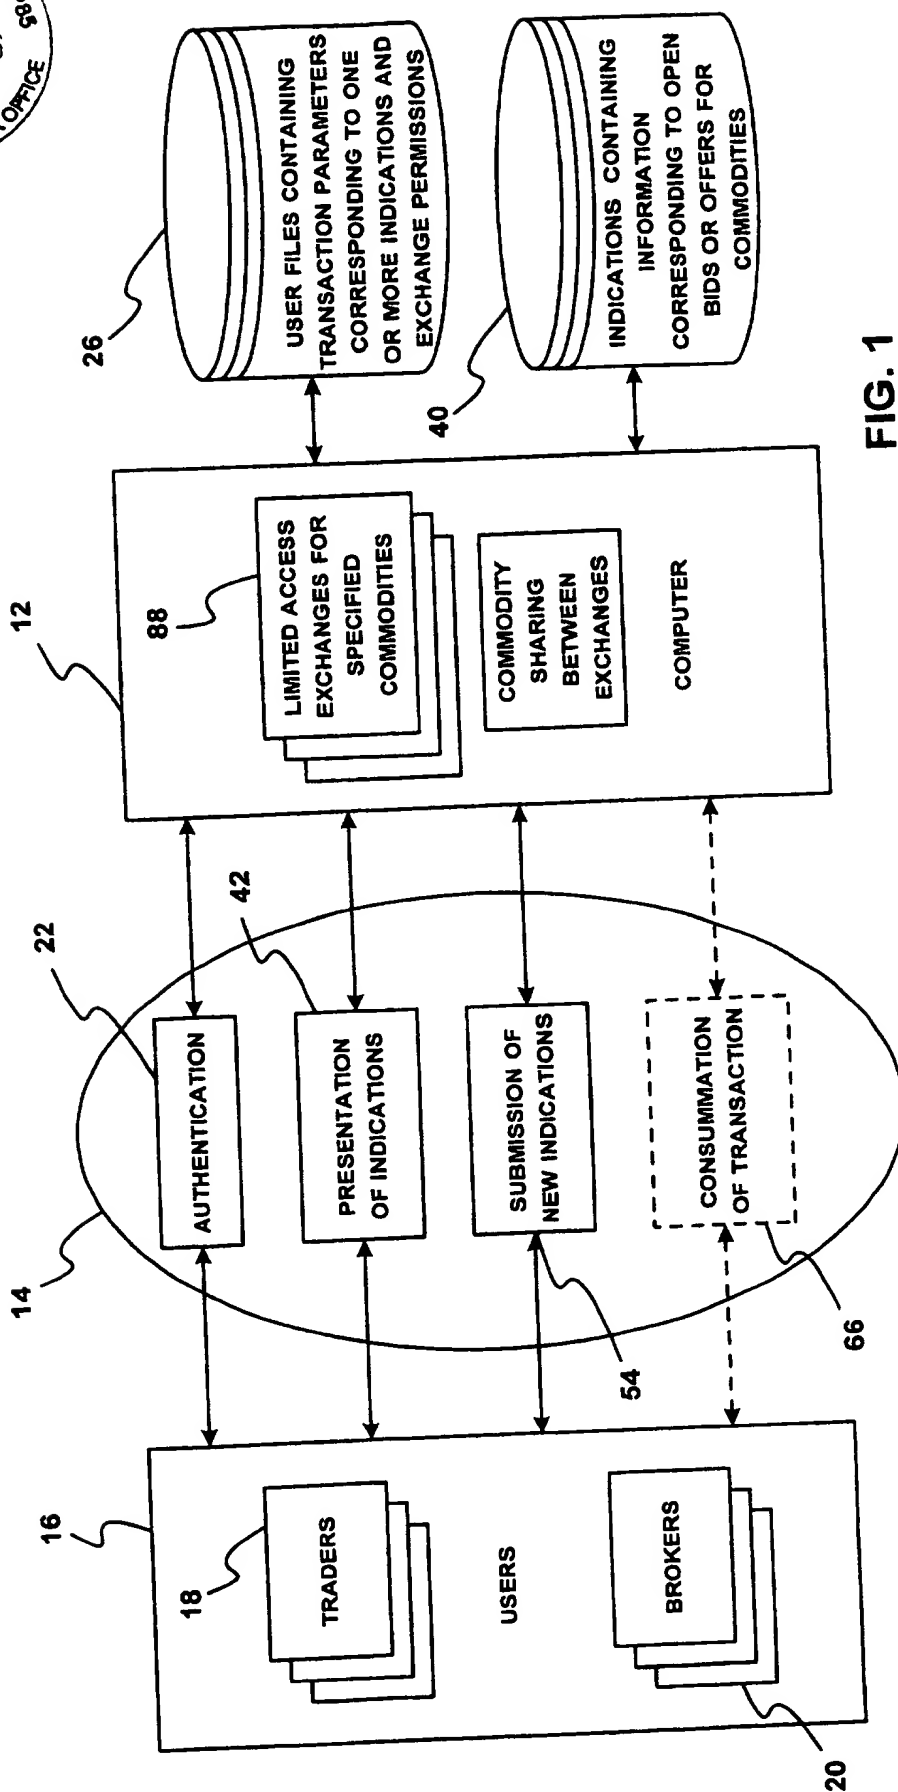 12
14
16
18
TRADERS
USERS
BROKERS
20
22
AUTHENTICATION
42
PRESENTATION
OF INDICATIONS
SUBMISSION OF
NEW INDICATIONS
54
CONSUMMATION
OF TRANSACTION
66
88
LIMITED ACCESS
EXCHANGES FOR
SPECIFIED
COMMODITIES
COMMODITY
SHARING
BETWEEN
EXCHANGES
COMPUTER
26
USER FILES CONTAINING
TRANSACTION PARAMETERS
CORRESPONDING TO ONE
OR MORE INDICATIONS AND
EXCHANGE PERMISSIONS
40
INDICATIONS CONTAINING
INFORMATION
CORRESPONDING TO OPEN
BIDS OR OFFERS FOR
COMMODITIES
FIG. 1